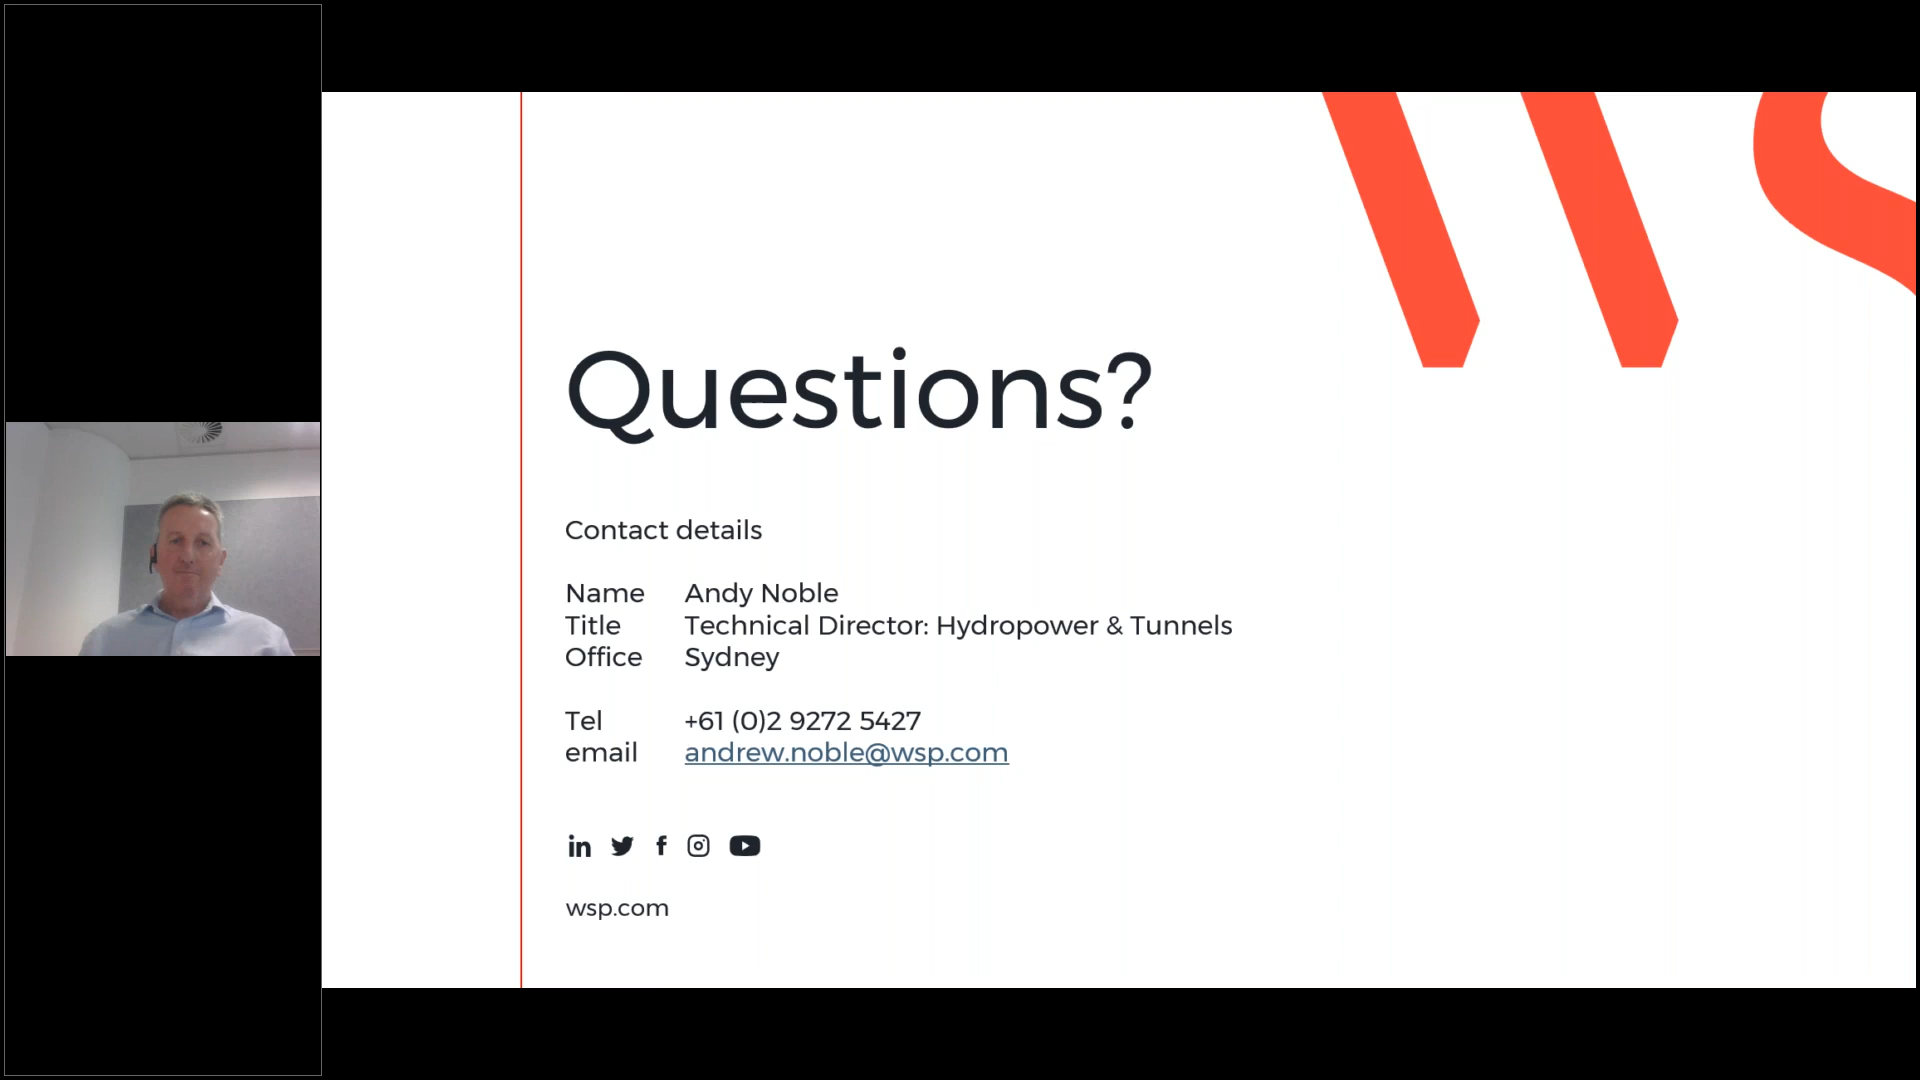 Questions?
Contact details
Name Andy Noble
Title Technical Director: Hydropower & Tunnels
Office Sydney
Tel +61 (0)2 9272 5427
email andrew.noble@wsp.com
wsp.com